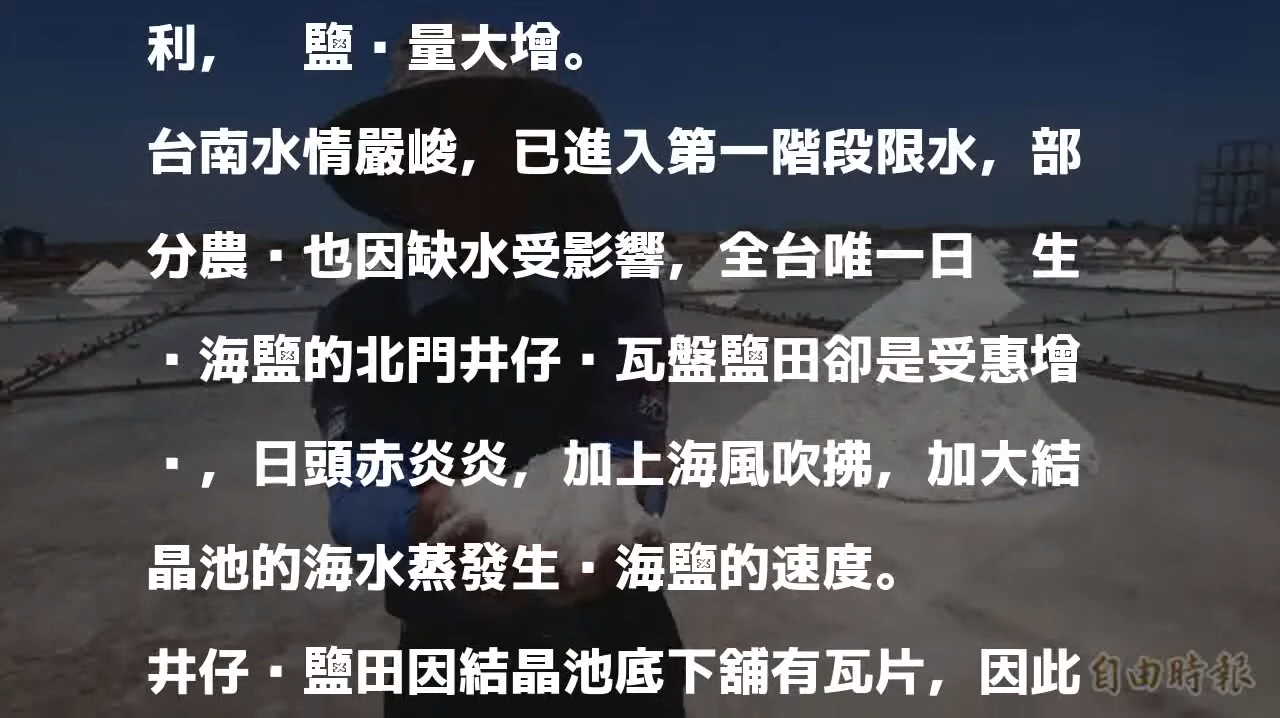 利，　鹽▪量大增。
台南水情嚴峻，已進入第一階段限水，部
分農▪也因缺水受影響，全台唯一日　生
▪海鹽的北門井仔▪瓦盤鹽田卻是受惠增
▪，日頭赤炎炎，加上海風吹拂，加大結
晶池的海水蒸發生▪海鹽的速度。
井仔▪鹽田因結晶池底下舖有瓦片，因此
自由時報